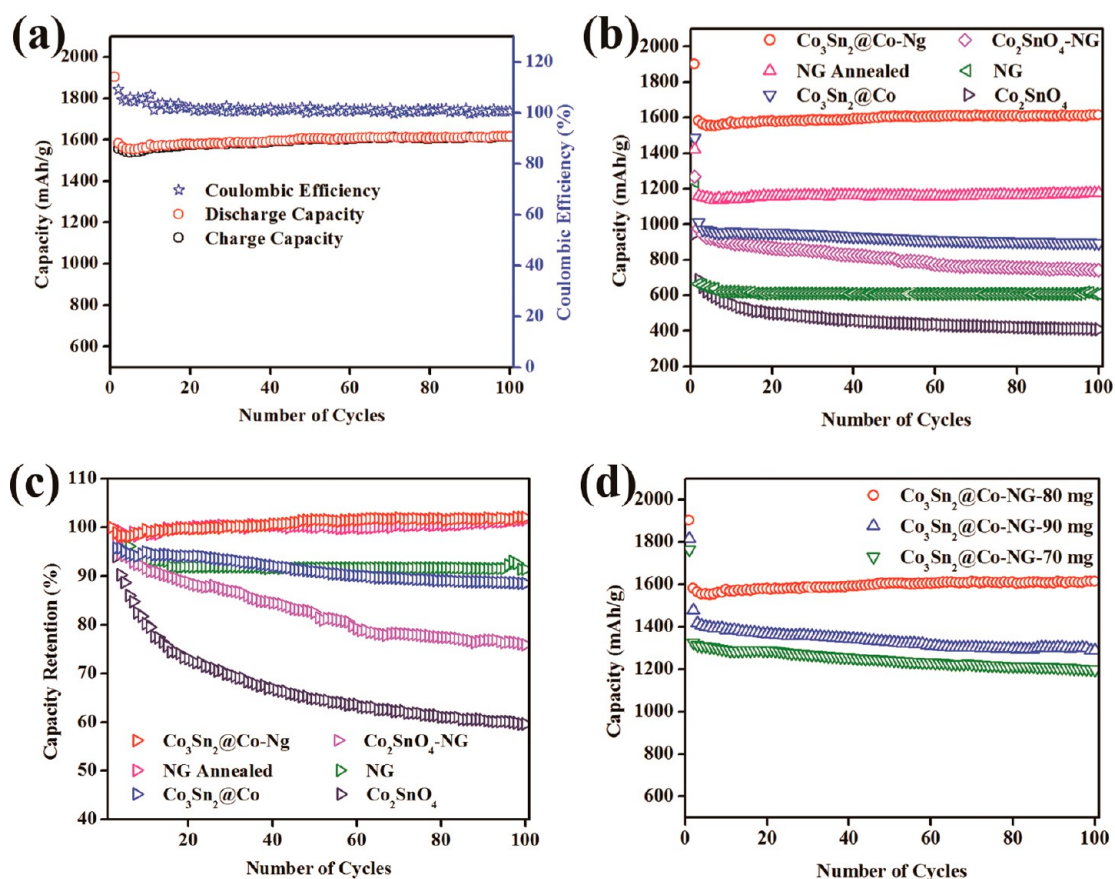 (a)
2000
1800
1600
1400
1200
1000
800
600
Capacity (mAh/g)
120
100
80
60
40
20
0
Coulombic Efficiency (%)
Coulombic Efficiency
Discharge Capacity
Charge Capacity
0 20 40 60 80 100
Number of Cycles
(b)
2000
1800
1600
1400
1200
1000
800
600
400
200
Capacity (mAh/g)
Co₃Sn₂@Co-Ng Co₂SnO₄-NG
NG Annealed NG
Co₃Sn₂@Co Co₂SnO₄
0 20 40 60 80 100
Number of Cycles
(c)
110
100
90
80
70
60
50
40
Capacity Retention (%)
Co₃Sn₂@Co-Ng Co₂SnO₄-NG
NG Annealed NG
Co₃Sn₂@Co Co₂SnO₄
20 40 60 80 100
Number of Cycles
(d)
2000
1800
1600
1400
1200
1000
800
600
Capacity (mAh/g)
Co₃Sn₂@Co-NG-80 mg
Co₃Sn₂@Co-NG-90 mg
Co₃Sn₂@Co-NG-70 mg
0 20 40 60 80 100
Number of Cycles